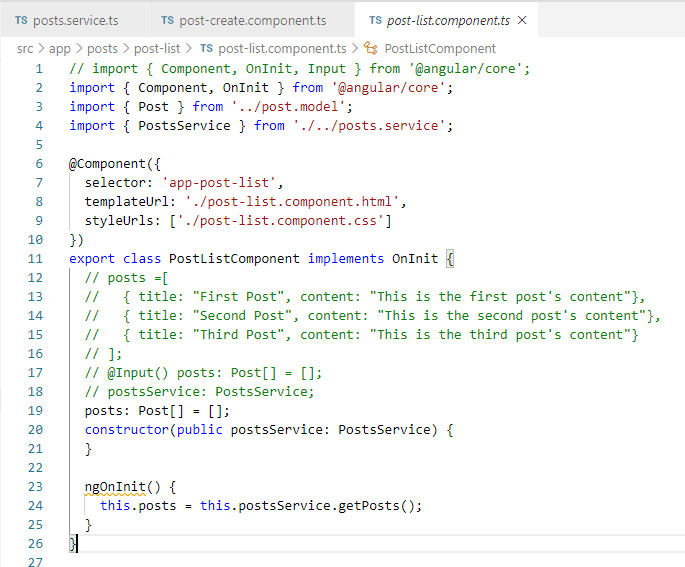 TS posts.service.ts TS post-create.component.ts TS post-list.component.ts ×
src > app > posts > post-list > TS post-list.component.ts > PostListComponent
1 // import { Component, OnInit, Input } from '@angular/core';
2 import { Component, OnInit } from '@angular/core';
3 import { Post } from '../post.model';
4 import { PostsService } from './../posts.service';
5
6 @Component({
7   selector: 'app-post-list',
8   templateUrl: './post-list.component.html',
9   styleUrls: ['./post-list.component.css']
10 })
11 export class PostListComponent implements OnInit {
12   // posts =[
13   //   { title: "First Post", content: "This is the first post's content"},
14   //   { title: "Second Post", content: "This is the second post's content"},
15   //   { title: "Third Post", content: "This is the third post's content"}
16   // ];
17   // @Input() posts: Post[] = [];
18   // postsService: PostsService;
19   posts: Post[] = [];
20   constructor(public postsService: PostsService) {
21   }
22
23   ngOnInit() {
24     this.posts = this.postsService.getPosts();
25   }
26 }
27